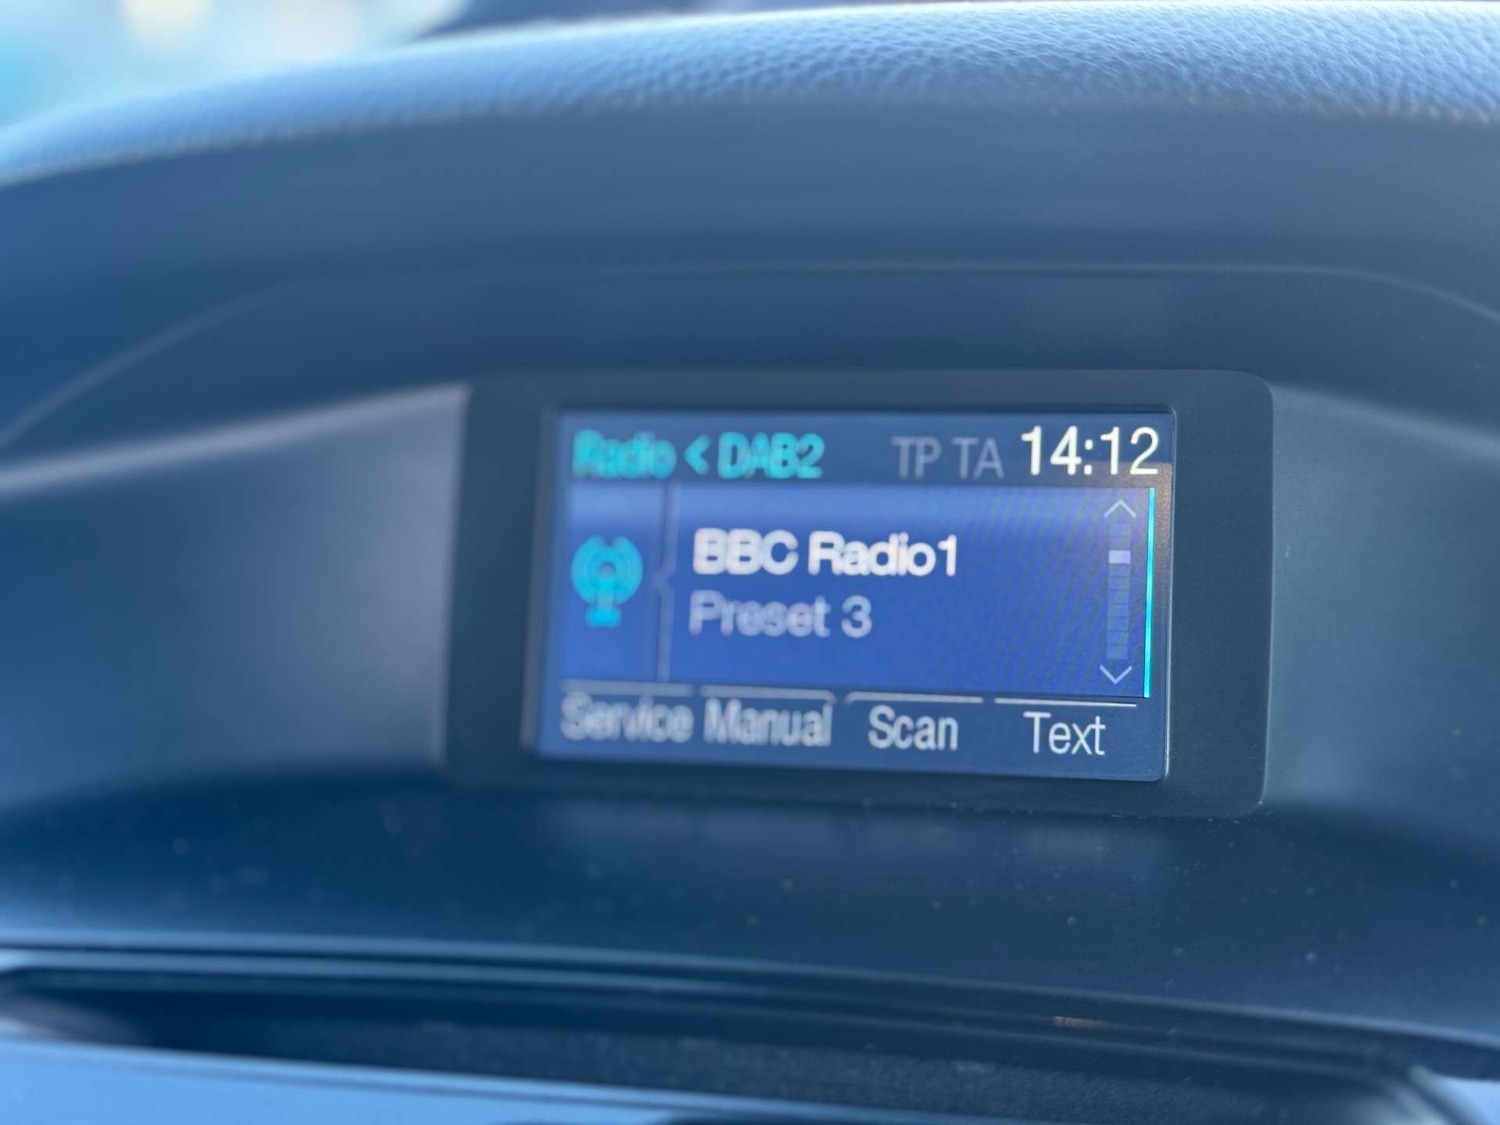 Radio < DAB2 TP TA 14:12
BBC Radio1
Preset 3
Service Manual Scan Text